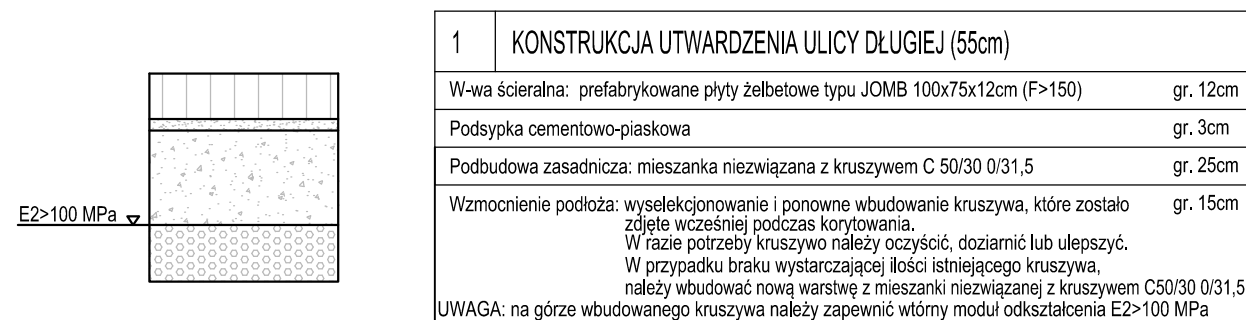 1 KONSTRUKCJA UTWARDZENIA ULICY DŁUGIEJ (55cm)
W-wa ścieralna: prefabrykowane płyty żelbetowe typu JOMB 100x75x12cm (F>150) gr. 12cm
Podsypka cementowo-piaskowa gr. 3cm
Podbudowa zasadnicza: mieszanka niezwiązana z kruszywem C 50/30 0/31,5 gr. 25cm
E2>100 MPa
Wzmocnienie podłoża: wyselekcjonowanie i ponowne wbudowanie kruszywa, które zostało gr. 15cm
zdjęte wcześniej podczas korytowania.
W razie potrzeby kruszywo należy oczyścić, doziarnić lub ulepszyć.
W przypadku braku wystarczającej ilości istniejącego kruszywa,
należy wbudować nową warstwę z mieszanki niezwiązanej z kruszywem C50/30 0/31,5
UWAGA: na górze wbudowanego kruszywa należy zapewnić wtórny moduł odkształcenia E2>100 MPa